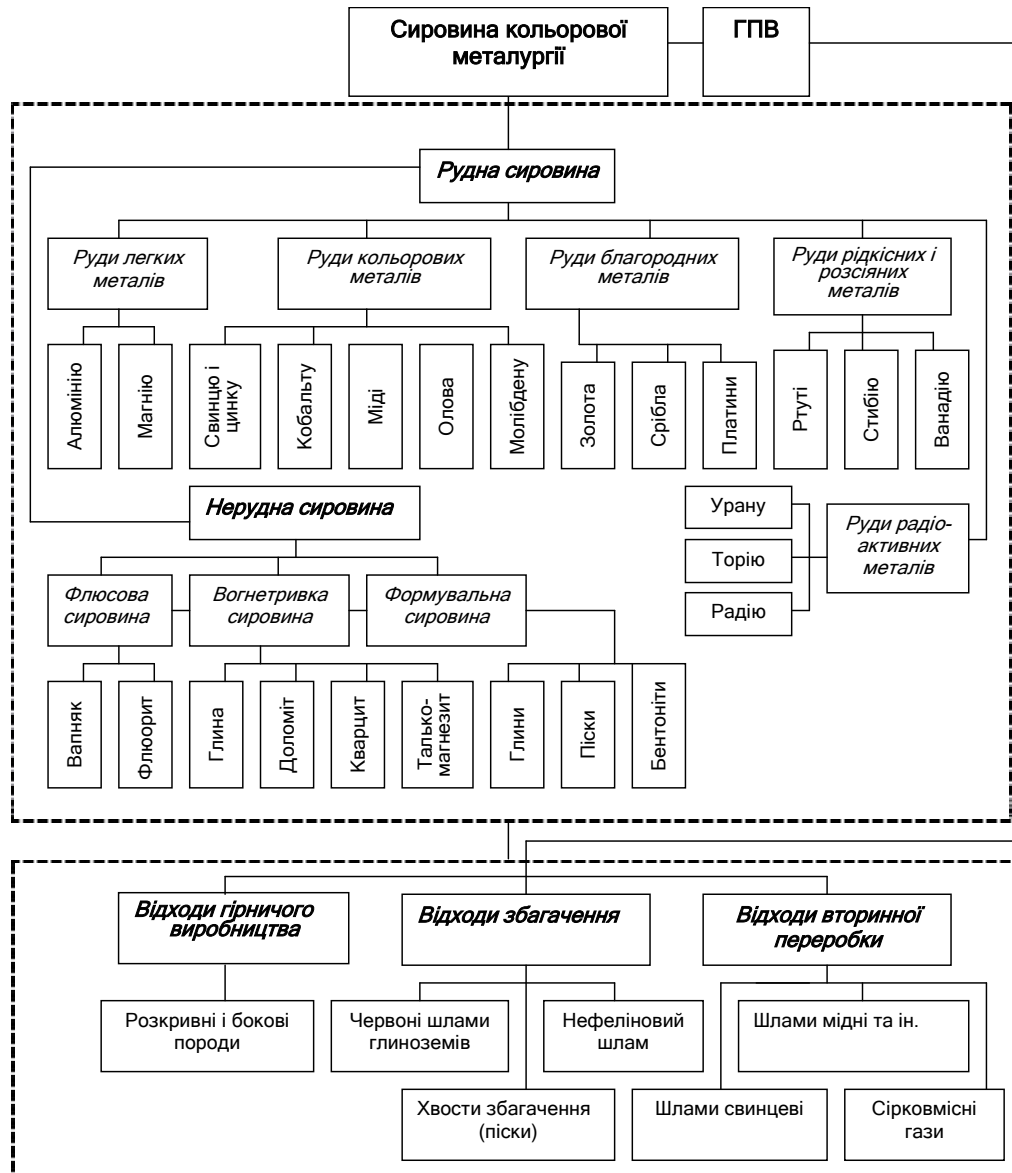 Сировина кольорової
металургії
ГПВ
Рудна сировина
Руди легких
металів
Руди кольорових
металів
Руди благородних
металів
Руди рідкісних і
розсіяних
металів
Алюмінію
Магнію
Свинцю і
цинку
Кобальту
Міді
Олова
Молібдену
Золота
Срібла
Платини
Ртуті
Стибію
Ванадію
Нерудна сировина
Урану
Торію
Радію
Руди радіо-
активних
металів
Флюсова
сировина
Вогнетривка
сировина
Формувальна
сировина
Вапняк
Флюорит
Глина
Доломіт
Кварцит
Талько-
магнезит
Глини
Піски
Бентоніти
Відходи гірничого
виробництва
Відходи збагачення
Відходи вторинної
переробки
Розкривні і бокові
породи
Червоні шлами
глиноземів
Нефеліновий
шлам
Шлами мідні та ін.
Хвости збагачення
(піски)
Шлами свинцеві
Сірковмісні
гази